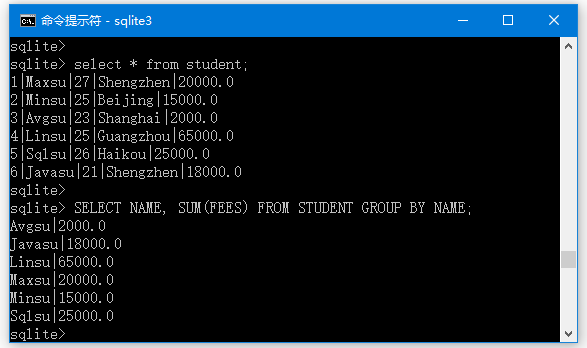 命令提示符 - sqlite3
sqlite>
sqlite> select * from student;
1|Maxsu|27|Shengzhen|20000.0
2|Minsu|25|Beijing|15000.0
3|Avgsu|23|Shanghai|2000.0
4|Linsu|25|Guangzhou|65000.0
5|Sqlsu|26|Haikou|25000.0
6|Javasu|21|Shengzhen|18000.0
sqlite>
sqlite> SELECT NAME, SUM(FEES) FROM STUDENT GROUP BY NAME;
Avgsu|2000.0
Javasu|18000.0
Linsu|65000.0
Maxsu|20000.0
Minsu|15000.0
Sqlsu|25000.0
sqlite>